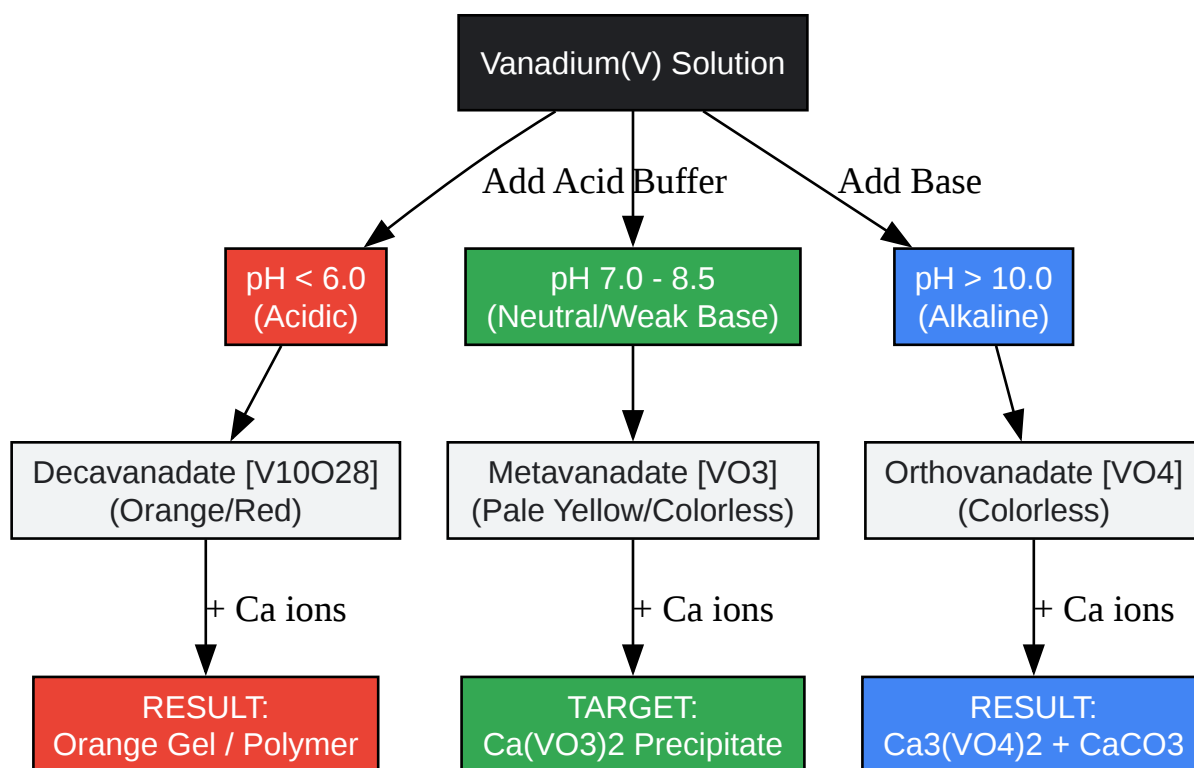 Vanadium(V) Solution
Add Acid
Buffer
Add Base
pH < 6.0
(Acidic)
pH 7.0 - 8.5
(Neutral/Weak Base)
pH > 10.0
(Alkaline)
Decavanadate [V10O28]
(Orange/Red)
Metavanadate [VO3]
(Pale Yellow/Colorless)
Orthovanadate [VO4]
(Colorless)
+ Ca ions
+ Ca ions
+ Ca ions
RESULT:
Orange Gel / Polymer
TARGET:
Ca(VO3)2 Precipitate
RESULT:
Ca3(VO4)2 + CaCO3